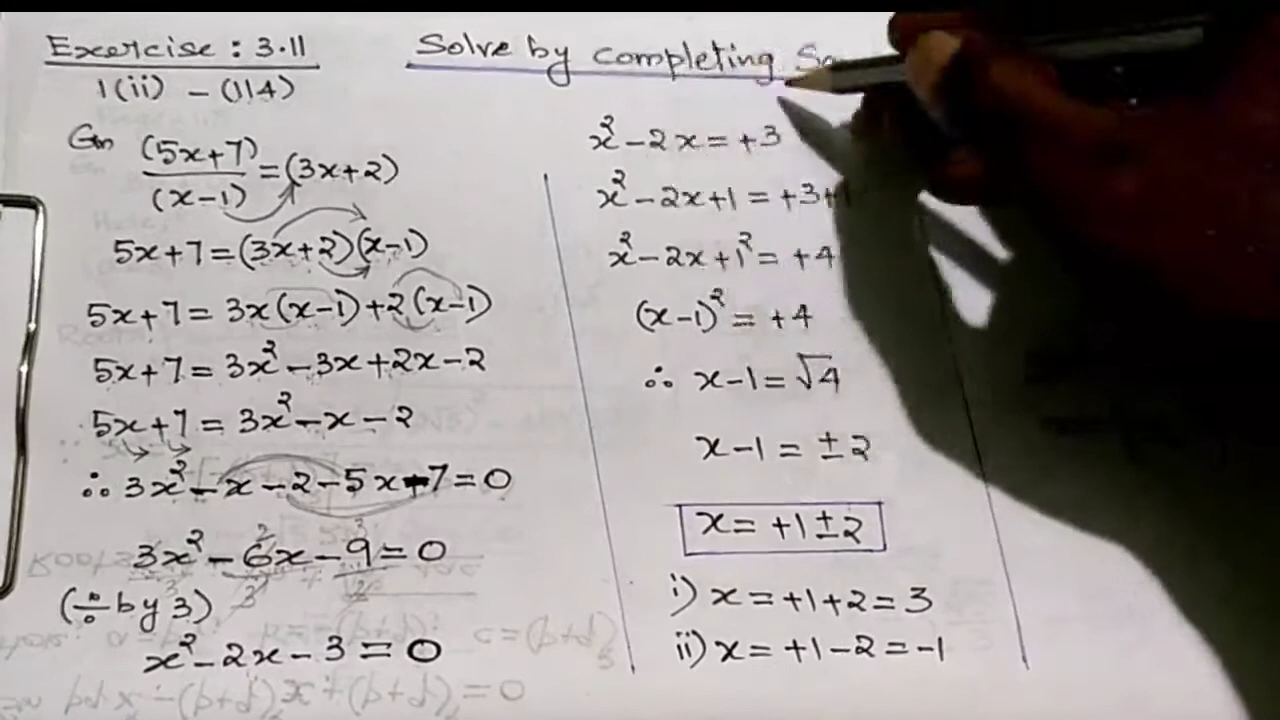 Exercise : 3.11
1(ii) – (114)
Solve by completing
Gn (5x+7)/(x-1) = (3x+2)
5x+7 = (3x+2)(x-1)
5x+7 = 3x(x-1)+2(x-1)
5x+7 = 3x² - 3x+2x-2
5x+7 = 3x² - x - 2
∴ 3x² - x - 2 - 5x - 7 = 0
3x² - 6x - 9 = 0
(÷ by 3)
x² - 2x - 3 = 0
x² - 2x = +3
x² - 2x+1 = +3+1
x² - 2x+1² = +4
(x-1)² = +4
∴ x-1 = √4
x-1 = ±2
x = +1 ± 2
i) x = +1+2 = 3
ii) x = +1-2 = -1